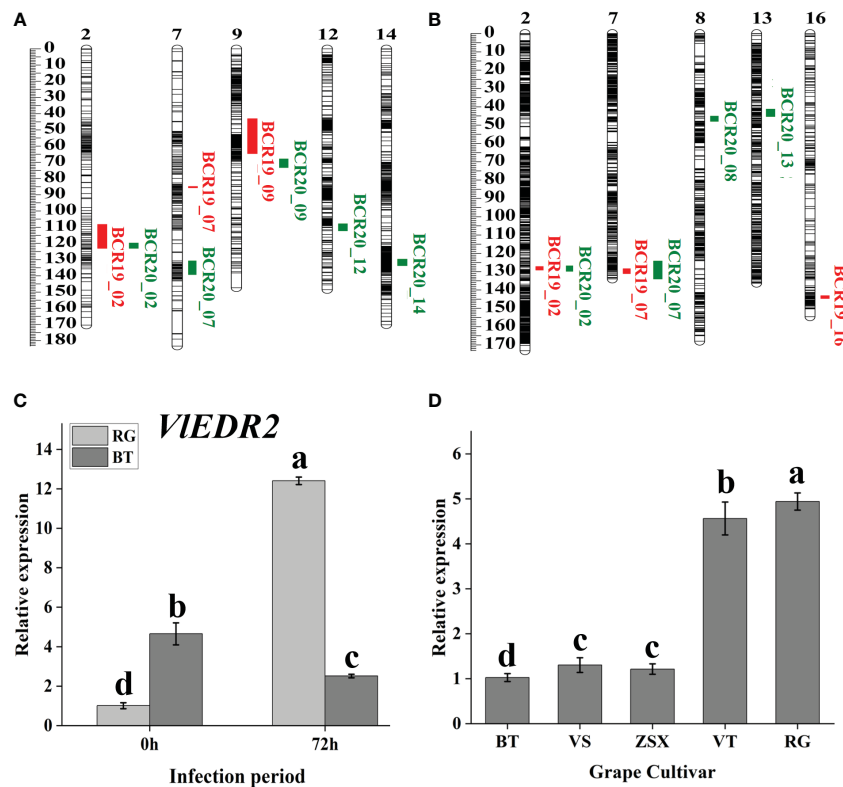 A
2 7 9 12 14
0
10
20
30
40
50
60
70
80
90
100
110
120
130
140
150
160
170
180
BCR19_02
BCR20_02
BCR19_07
BCR20_07
BCR19_09
BCR20_09
BCR20_12
BCR20_14
B
2 7 8 13 16
0
10
20
30
40
50
60
70
80
90
100
110
120
130
140
150
160
170
BCR19_02
BCR20_02
BCR19_07
BCR20_07
BCR20_08
BCR20_13
BCR19_16
C
VlEDR2
RG
BT
Relative expression
14
12
10
8
6
4
2
0
d b a c
0h 72h
Infection period
D
Relative expression
6
5
4
3
2
1
0
d c c b a
BT VS ZSX VT RG
Grape Cultivar